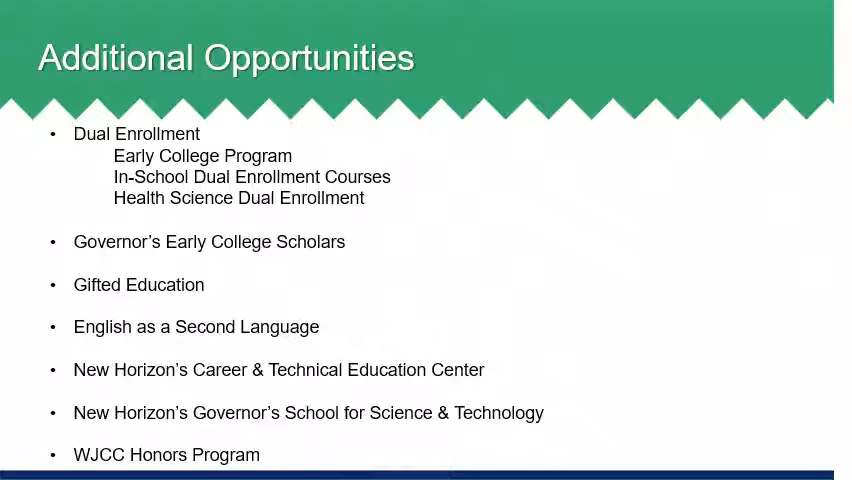 Additional Opportunities
• Dual Enrollment
Early College Program
In-School Dual Enrollment Courses
Health Science Dual Enrollment
• Governor’s Early College Scholars
• Gifted Education
• English as a Second Language
• New Horizon’s Career & Technical Education Center
• New Horizon’s Governor’s School for Science & Technology
• WJCC Honors Program